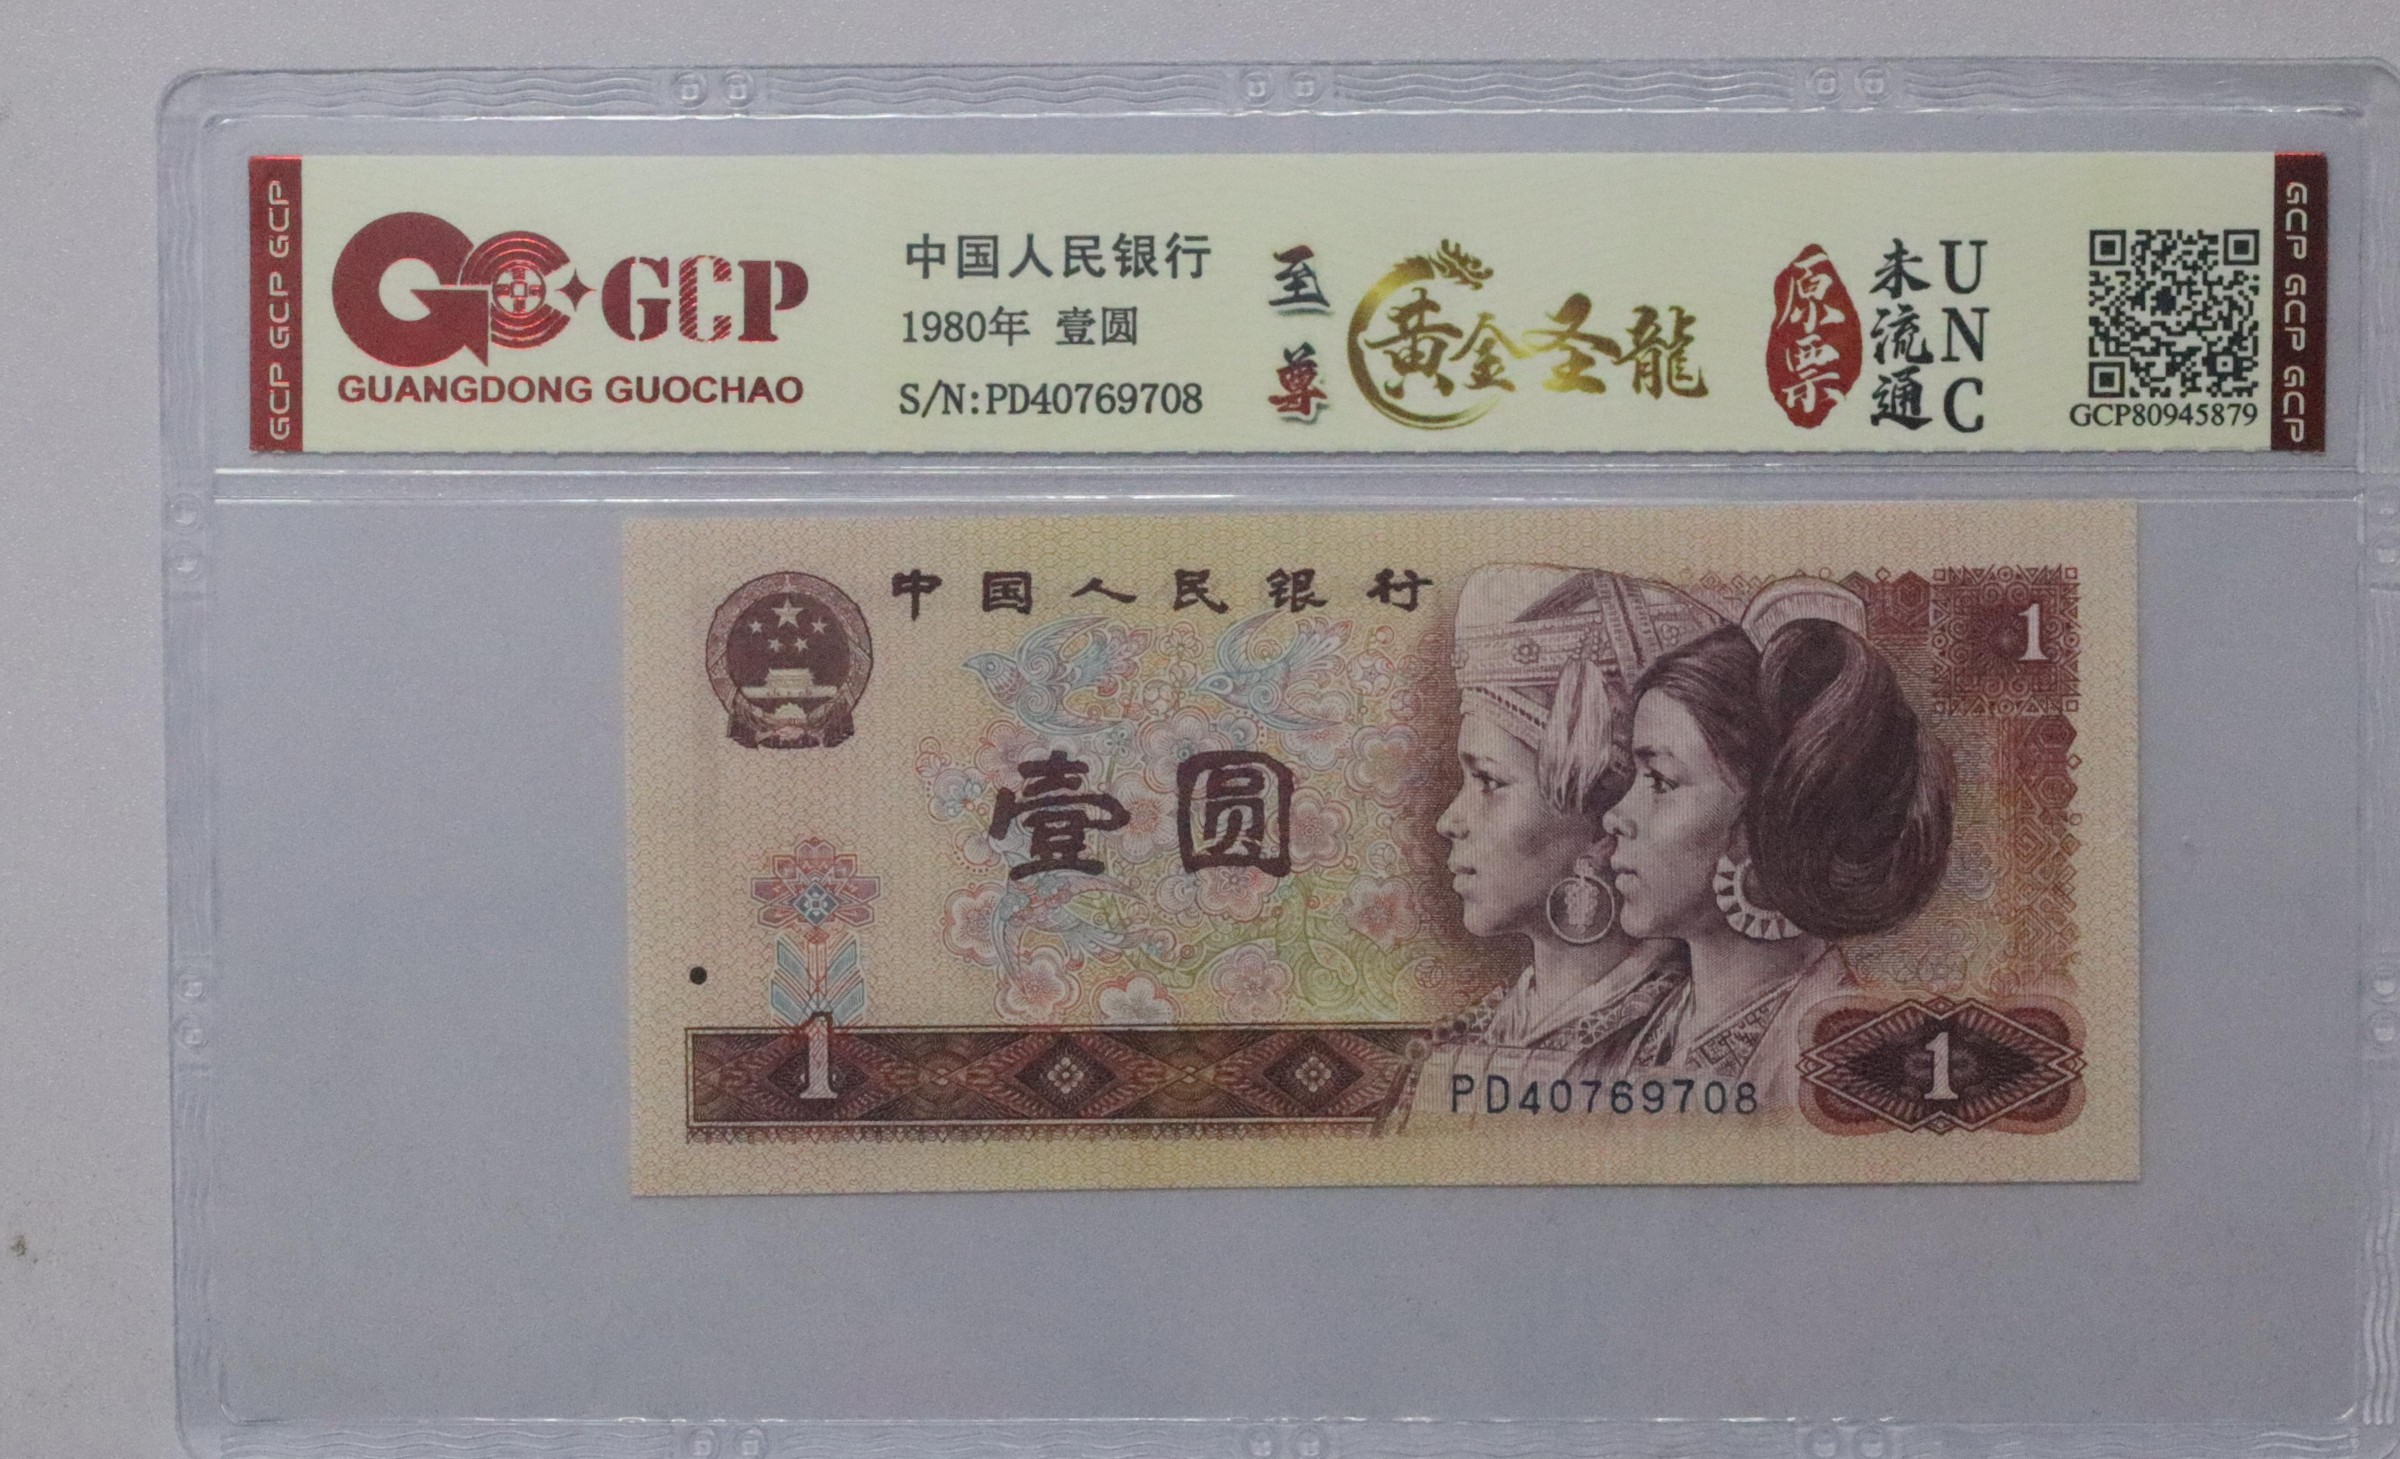 GCP GCP GCP
GCP
GUANGDONG GUOCHAO
中国人民银行
1980年 壹圆
S/N:PD40769708
至尊
黄金圣龍
原票
未流通
UNC
GCP80945879
GCP GCP GCP
中国人民银行
1
壹圆
1
PD40769708
1